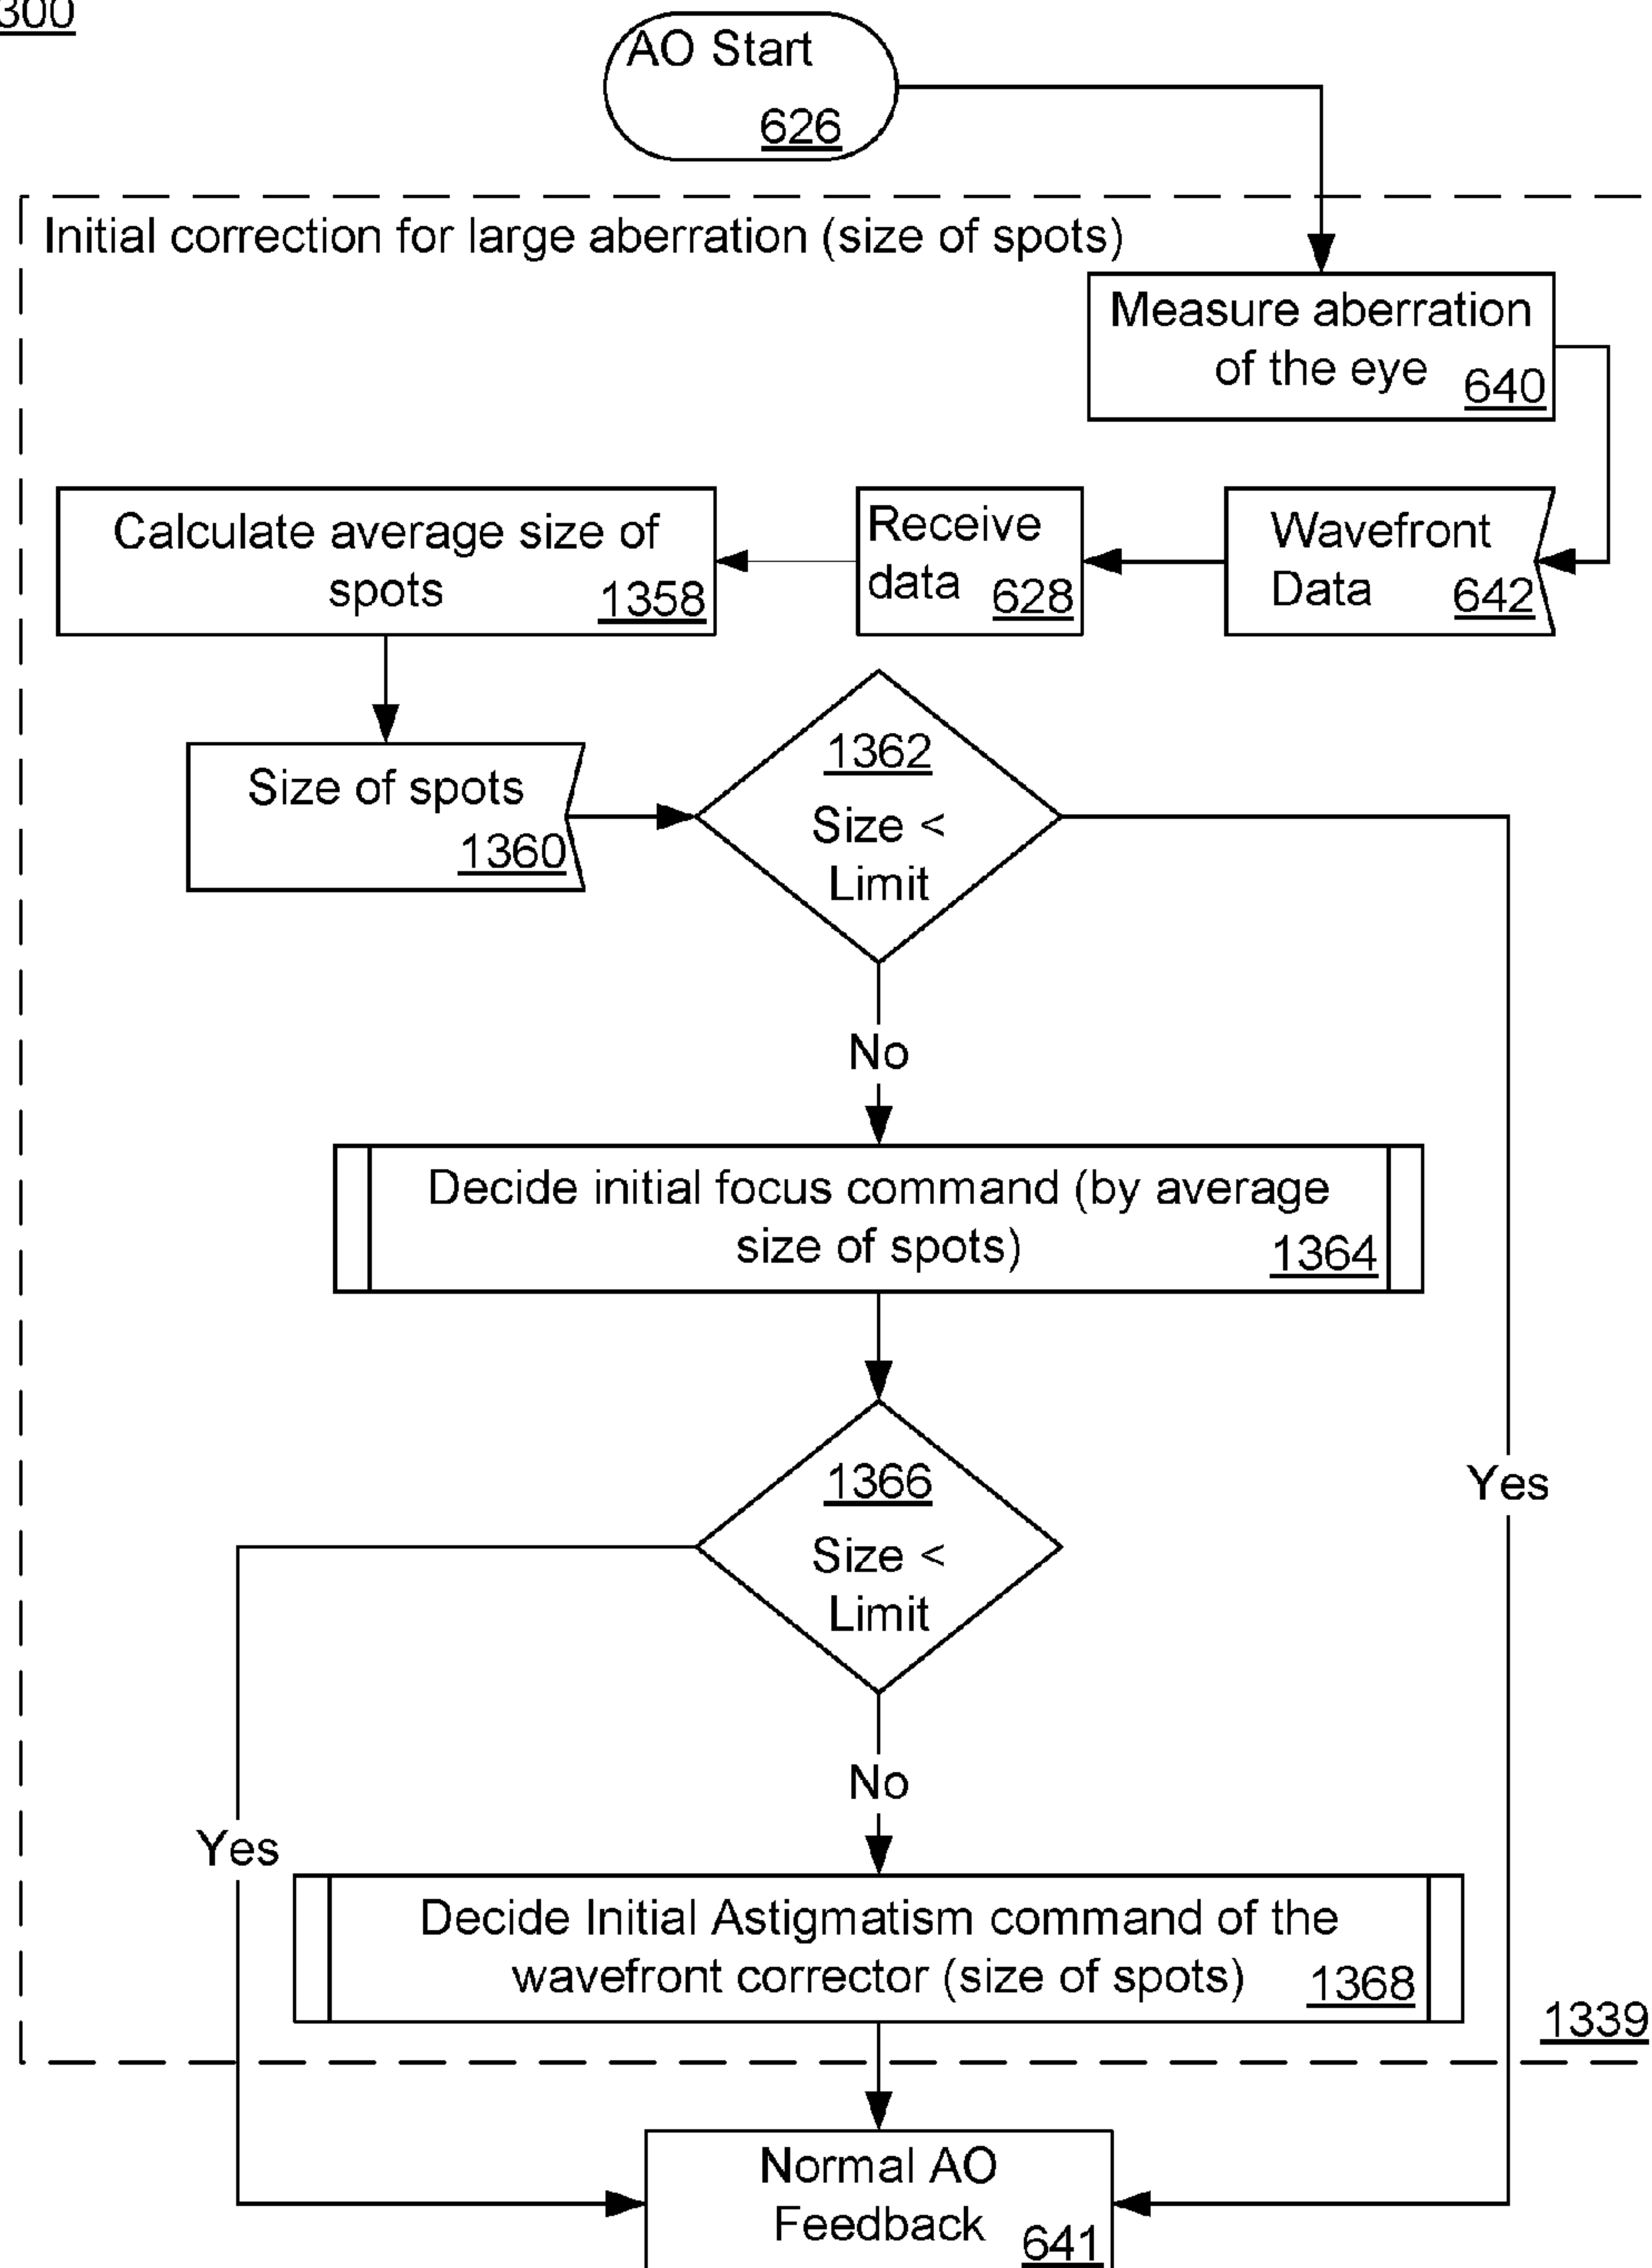 300
AO Start
626
Initial correction for large aberration (size of spots)
Measure aberration
of the eye
640
Calculate average size of
spots
1358
Receive
data
628
Wavefront
Data
642
Size of spots
1360
1362
Size <
Limit
No
Decide initial focus command (by average
size of spots)
1364
1366
Size <
Limit
Yes
No
Yes
Decide Initial Astigmatism command of the
wavefront corrector (size of spots)
1368
1339
Normal AO
Feedback
641